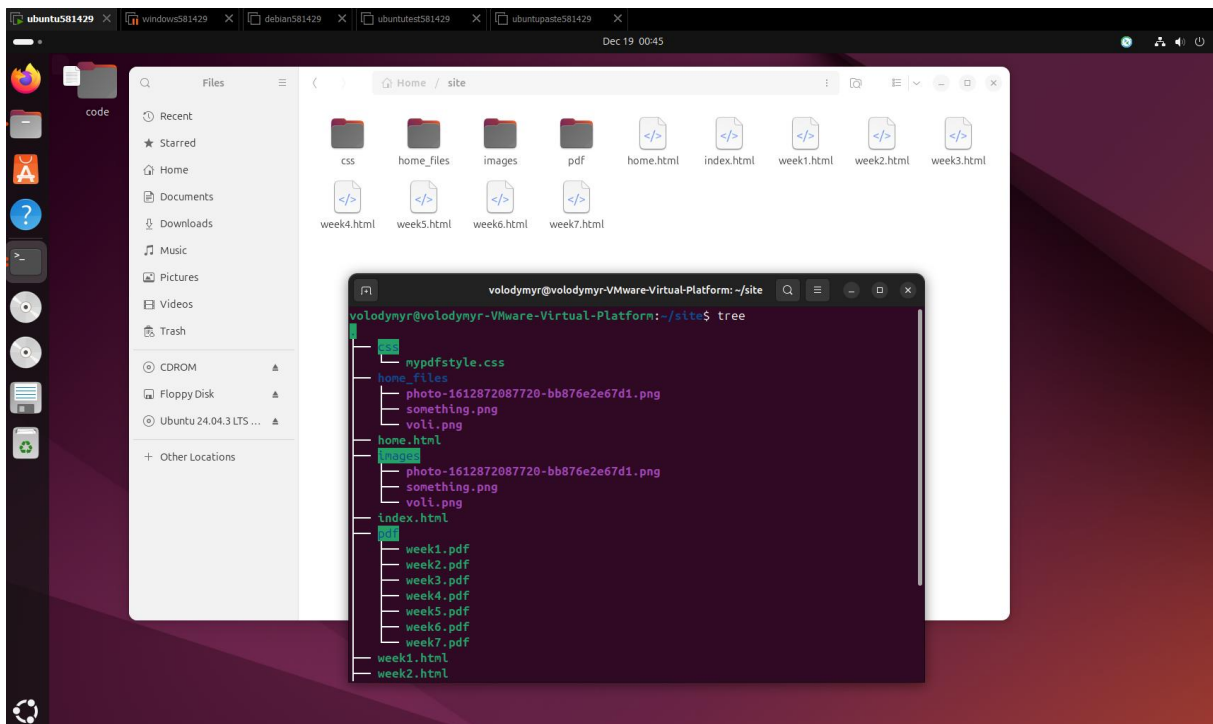 ubuntu581429 windows581429 debian581429 ubuntutest581429 ubuntupaste581429
Dec 19 00:45
code
Files
Home / site
Recent
Starred
Home
Documents
Downloads
Music
Pictures
Videos
Trash
CDROM
Floppy Disk
Ubuntu 24.04.3 LTS ...
+ Other Locations
css home_files images pdf home.html index.html week1.html week2.html week3.html
week4.html week5.html week6.html week7.html
volodymyr@volodymyr-VMware-Virtual-Platform: ~/site
volodymyr@volodymyr-VMware-Virtual-Platform:~/site$ tree
.
├── css
│   └── mypdfstyle.css
├── home_files
│   ├── photo-1612872087720-bb876e2e67d1.png
│   ├── something.png
│   └── voli.png
├── home.html
├── images
│   ├── photo-1612872087720-bb876e2e67d1.png
│   ├── something.png
│   └── voli.png
├── index.html
├── pdf
│   ├── week1.pdf
│   ├── week2.pdf
│   ├── week3.pdf
│   ├── week4.pdf
│   ├── week5.pdf
│   ├── week6.pdf
│   └── week7.pdf
├── week1.html
├── week2.html